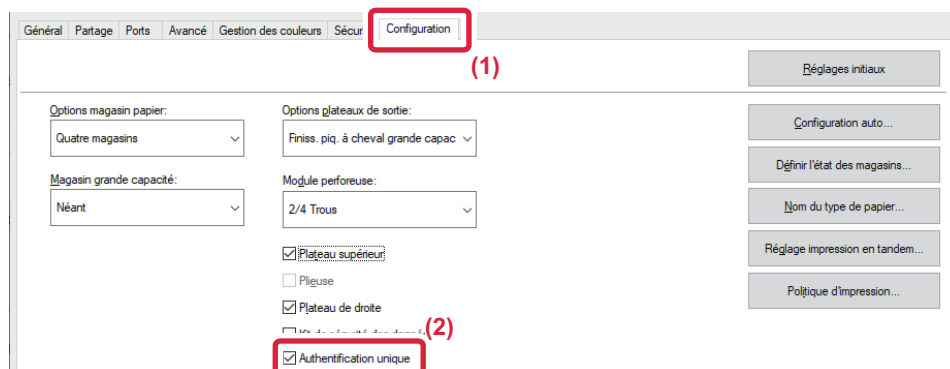 Général Partage Ports Avancé Gestion des couleurs Sécur Configuration
(1)
Réglages initiaux
Options magasin papier:
Options plateaux de sortie:
Configuration auto...
Quatre magasins
Finiss. piq. à cheval grande capac
Définir l'état des magasins...
Magasin grande capacité:
Module perforeuse:
Néant
2/4 Trous
Nom du type de papier...
Plateau supérieur
Réglage impression en tandem...
Plieuse
Politique d'impression...
Plateau de droite
(2)
Authentification unique